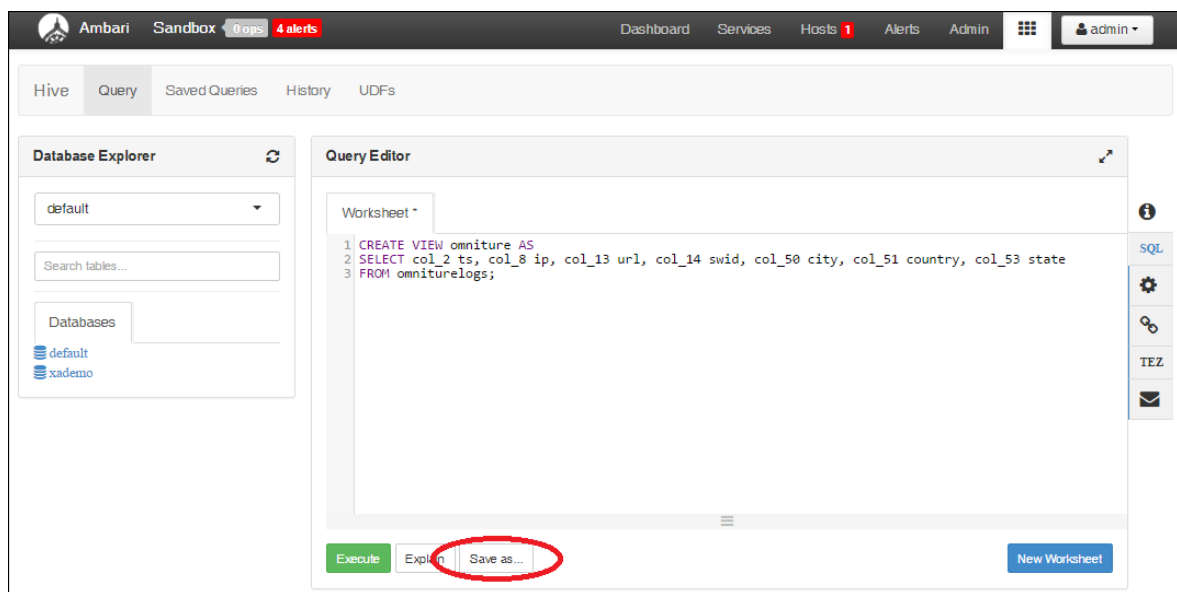 Ambari Sandbox 0 ops 4 alerts Dashboard Services Hosts 1 Alerts Admin admin
Hive Query Saved Queries History UDFs
Database Explorer
default
Search tables...
Databases
default
xademo
Query Editor
Worksheet *
1 CREATE VIEW omniture AS
2 SELECT col_2 ts, col_8 ip, col_13 url, col_14 swid, col_50 city, col_51 country, col_53 state
3 FROM omniturelogs;
Execute Explain Save as... New Worksheet
SQL
TEZ